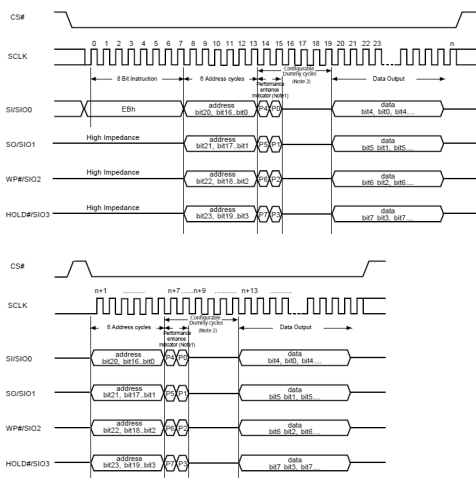 CS#
SCLK
0 1 2 3 4 5 6 7 8 9 10 11 12 13 14 15 16 17 18 19 20 21 22 23 n
8 Bit Instruction
6 Address cycles
Configurable
Dummy cycles
(Note 2)
Performance
enhance
indicator (Note1)
Data Output
SI/SIO0
EBh
address
bit20, bit16..bit0
P4 P0
data
bit4, bit0, bit4....
SO/SIO1
High Impedance
address
bit21, bit17..bit1
P5 P1
data
bit5 bit1, bit5....
WP#/SIO2
High Impedance
address
bit22, bit18..bit2
P6 P2
data
bit6 bit2, bit6....
HOLD#/SIO3
High Impedance
address
bit23, bit19..bit3
P7 P3
data
bit7 bit3, bit7....
CS#
n+1 ........... n+7 ......n+9 ........... n+13 ...........
SCLK
6 Address cycles
Configurable
Dummy cycles
(Note 2)
Performance
enhance
indicator (Note1)
Data Output
SI/SIO0
address
bit20, bit16..bit0
P4 P0
data
bit4, bit0, bit4....
SO/SIO1
address
bit21, bit17..bit1
P5 P1
data
bit5 bit1, bit5....
WP#/SIO2
address
bit22, bit18..bit2
P6 P2
data
bit6 bit2, bit6....
HOLD#/SIO3
address
bit23, bit19..bit3
P7 P3
data
bit7 bit3, bit7....